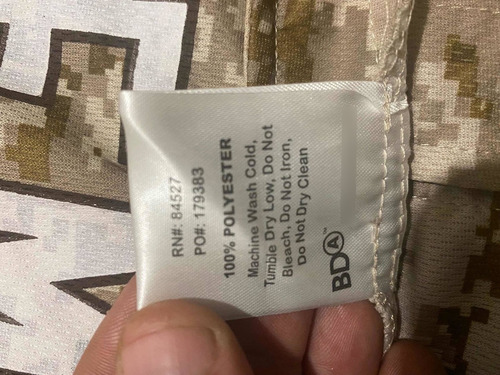 RN#: 84527
PO#: 179383
100% POLYESTER
Machine Wash Cold,
Tumble Dry Low, Do Not
Bleach, Do Not Iron,
Do Not Dry Clean
BDA™